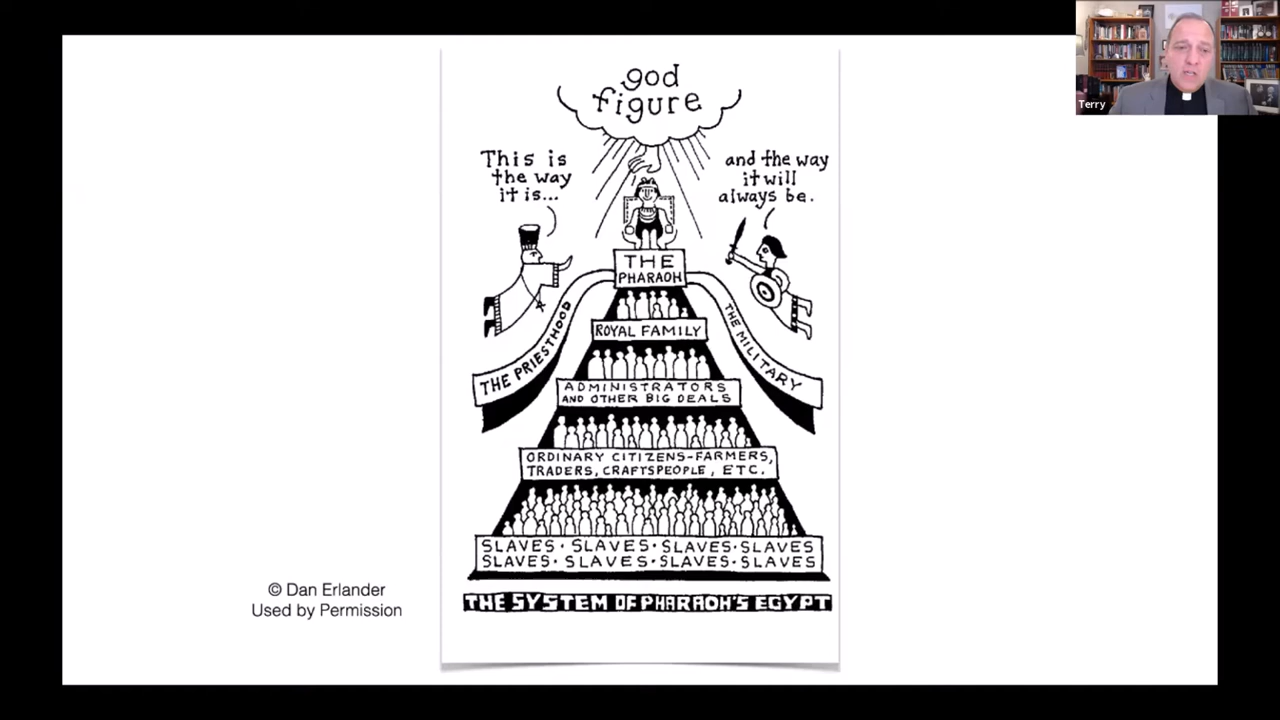 god
figure
This is
the way
it is...
and the way
it will
always be.
THE
PHARAOH
ROYAL FAMILY
THE PRIESTHOOD
THE MILITARY
ADMINISTRATORS
AND OTHER BIG DEALS
ORDINARY CITIZENS-FARMERS,
TRADERS, CRAFTSPEOPLE, ETC.
SLAVES · SLAVES · SLAVES · SLAVES
SLAVES · SLAVES · SLAVES · SLAVES
THE SYSTEM OF PHARAOH'S EGYPT
© Dan Erlander
Used by Permission
Terry